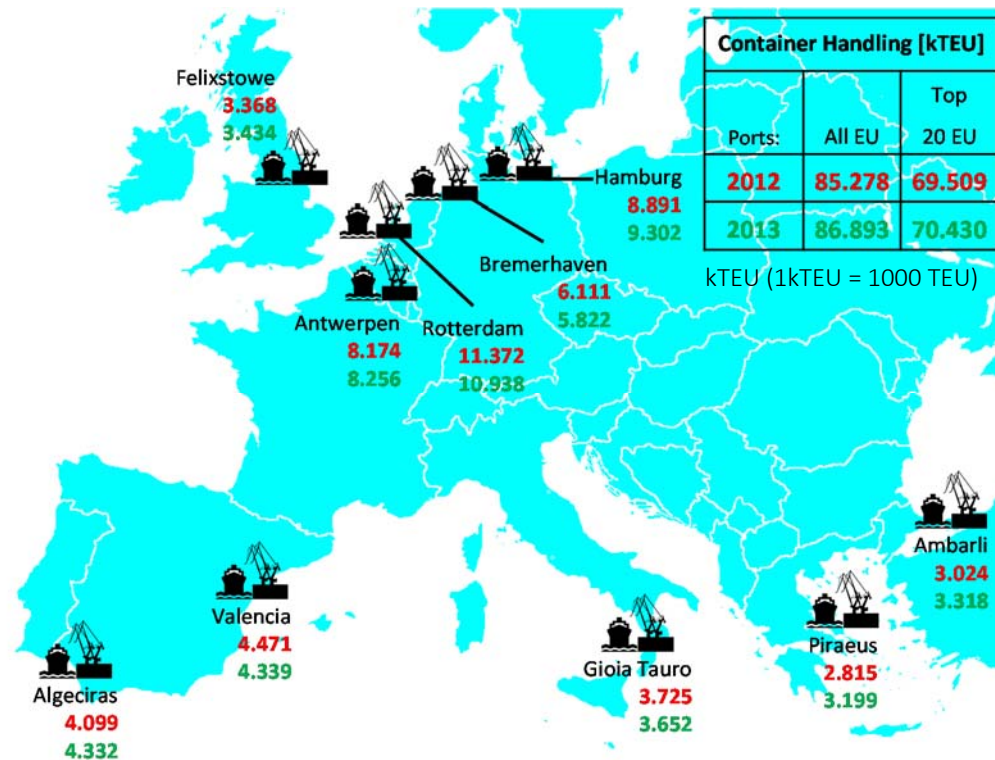 Container Handling [kTEU]
Ports: All EU Top 20 EU
2012 85.278 69.509
2013 86.893 70.430
kTEU (1kTEU = 1000 TEU)
Felixstowe
3.368
3.434
Hamburg
8.891
9.302
Bremerhaven
6.111
5.822
Antwerpen
8.174
8.256
Rotterdam
11.372
10.938
Ambarli
3.024
3.318
Valencia
4.471
4.339
Piraeus
2.815
3.199
Gioia Tauro
3.725
3.652
Algeciras
4.099
4.332